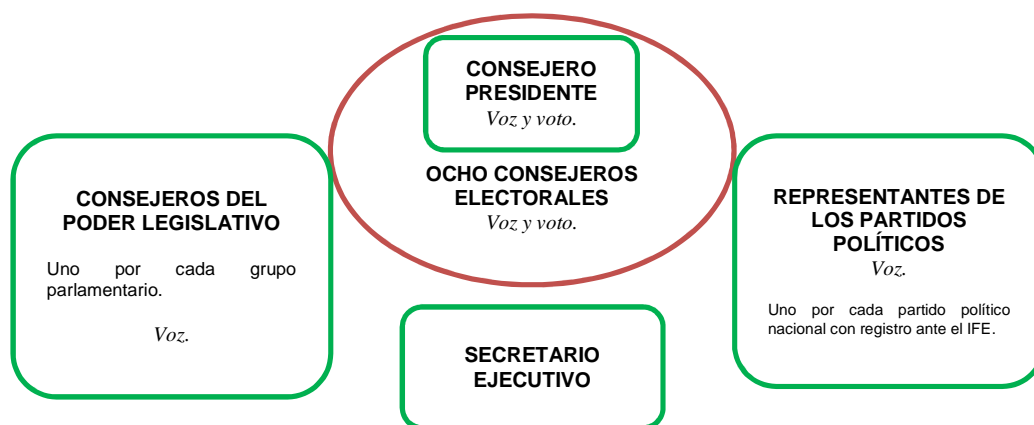 CONSEJERO
PRESIDENTE
Voz y voto.
OCHO CONSEJEROS
ELECTORALES
Voz y voto.
CONSEJEROS DEL
PODER LEGISLATIVO
Uno por cada grupo
parlamentario.
Voz.
REPRESENTANTES DE
LOS PARTIDOS
POLÍTICOS
Voz.
Uno por cada partido político
nacional con registro ante el IFE.
SECRETARIO
EJECUTIVO